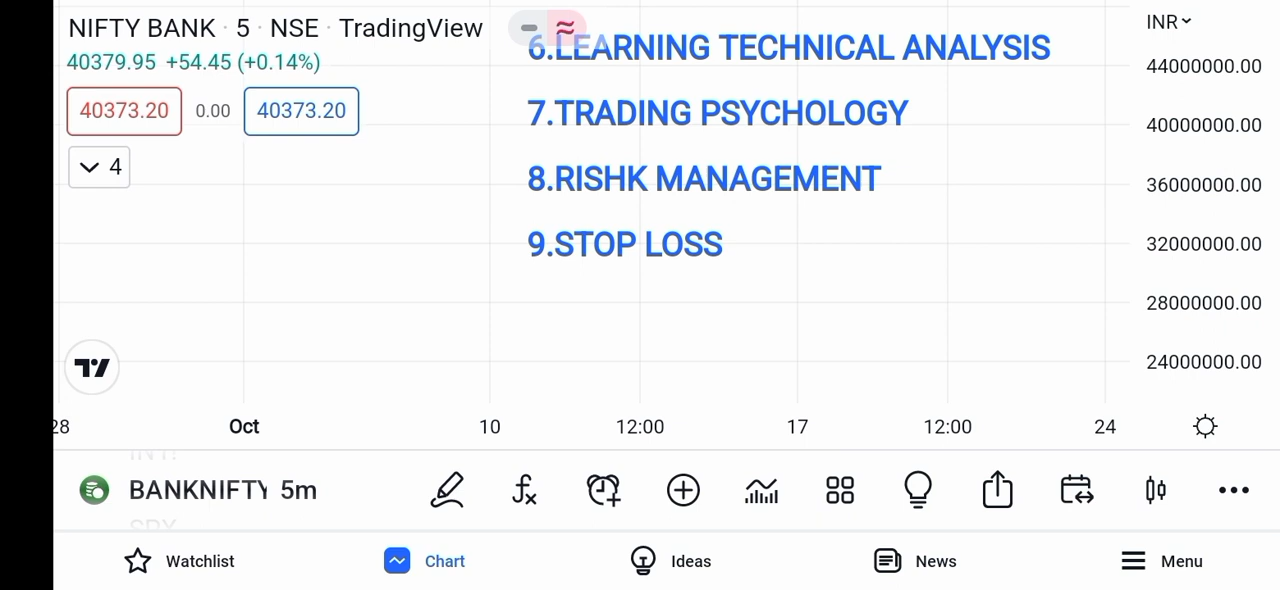 NIFTY BANK · 5 · NSE · TradingView
INR
6.LEARNING TECHNICAL ANALYSIS
40379.95 +54.45 (+0.14%)
44000000.00
40373.20 0.00 40373.20
7.TRADING PSYCHOLOGY
40000000.00
4
8.RISHK MANAGEMENT
36000000.00
9.STOP LOSS
32000000.00
28000000.00
24000000.00
28 Oct 10 12:00 17 12:00 24
BANKNIFTY 5m
SPX
Watchlist Chart Ideas News Menu